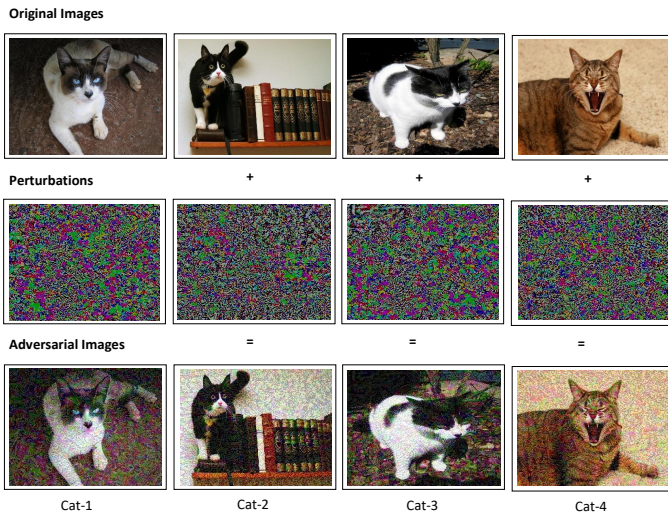 Original Images
+ + +
Perturbations
= = =
Adversarial Images
Cat-1 Cat-2 Cat-3 Cat-4